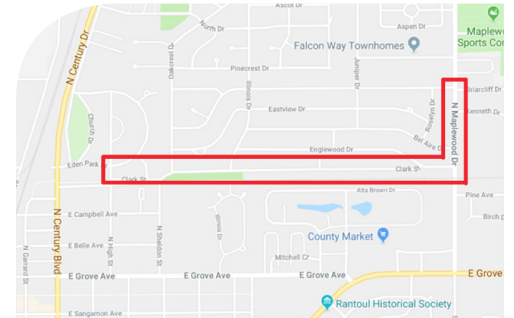 Ascot Dr
North Dr
Aspen Dr
Maplew
Sports Co
Falcon Way Townhomes
N Century Dr
Oakcrest Dr
Juniper Dr
Pinecrest Dr
Illinois Dr
Briarcliff Dr
Eastview Dr
Roselyn Dr
N Maplewood Dr
Kenneth Dr
Church Dr
Bel Aire Dr
Englewood Dr
Eden Park
Clark St
Clark St
Alta Brown Dr
Pine Ave
E Campbell Ave
Birch
N Century Blvd
N High St
N Sheldon St
Illinois Dr
County Market
E Belle Ave
N Garrard St
Mitchell Ct
E Grove Ave
E Grove Ave
E Grove Ave
E Grove
Rantoul Historical Society
E Sangamon Ave